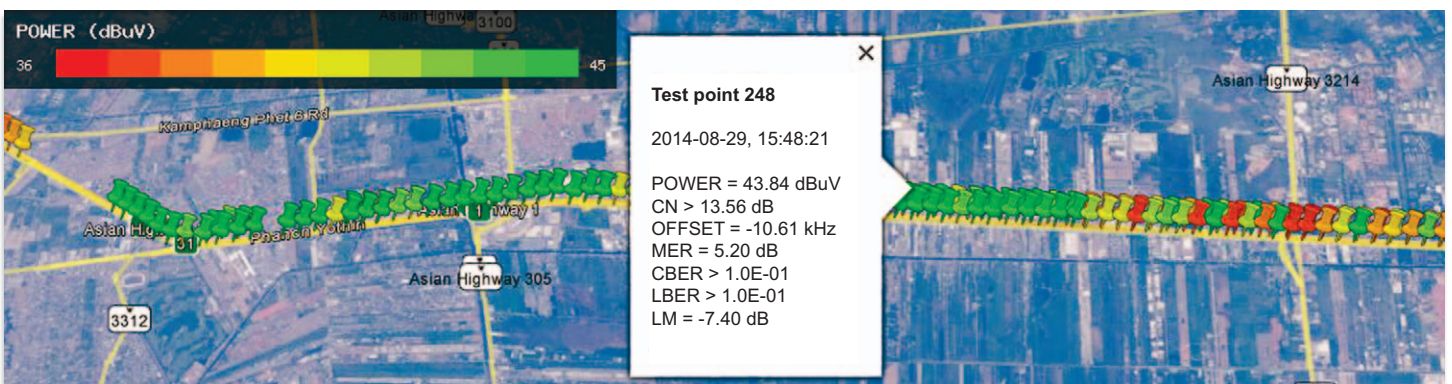 POWER (dBuV)
36
45
Asian Highwa
3100
Kamphaeng Phet 6 Rd
Asian Hig
31
Phahon Yothin
Asian
1
way 1
Asian Highway 305
3312
Test point 248
2014-08-29, 15:48:21
POWER = 43.84 dBuV
CN > 13.56 dB
OFFSET = -10.61 kHz
MER = 5.20 dB
CBER > 1.0E-01
LBER > 1.0E-01
LM = -7.40 dB
Asian Highway 3214